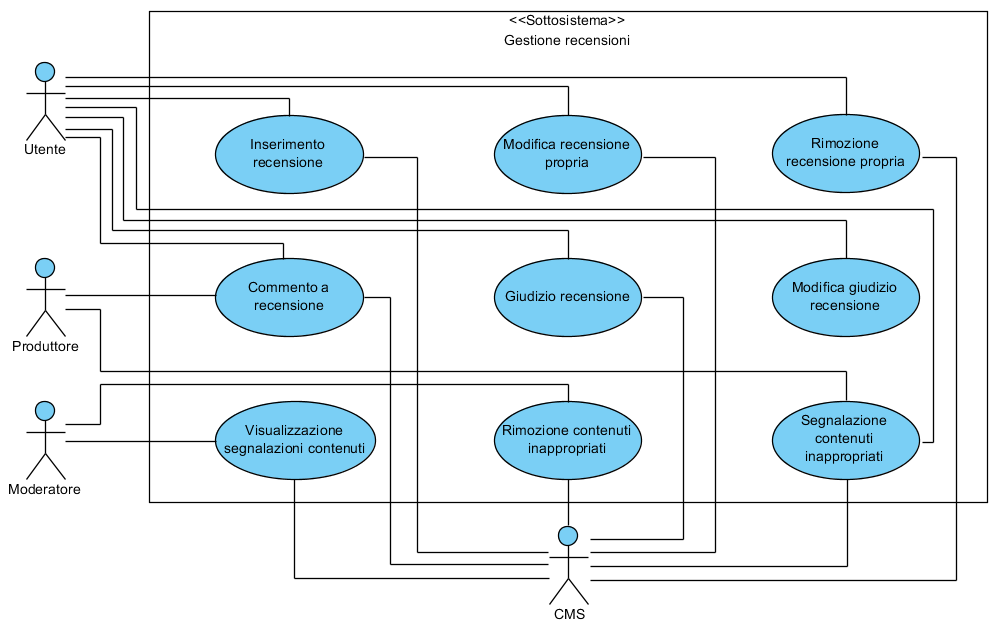 <<Sottosistema>>
Gestione recensioni
Utente
Inserimento
recensione
Modifica recensione
propria
Rimozione
recensione propria
Produttore
Commento a
recensione
Giudizio recensione
Modifica giudizio
recensione
Moderatore
Visualizzazione
segnalazioni contenuti
Rimozione contenuti
inappropriati
Segnalazione
contenuti
inappropriati
CMS